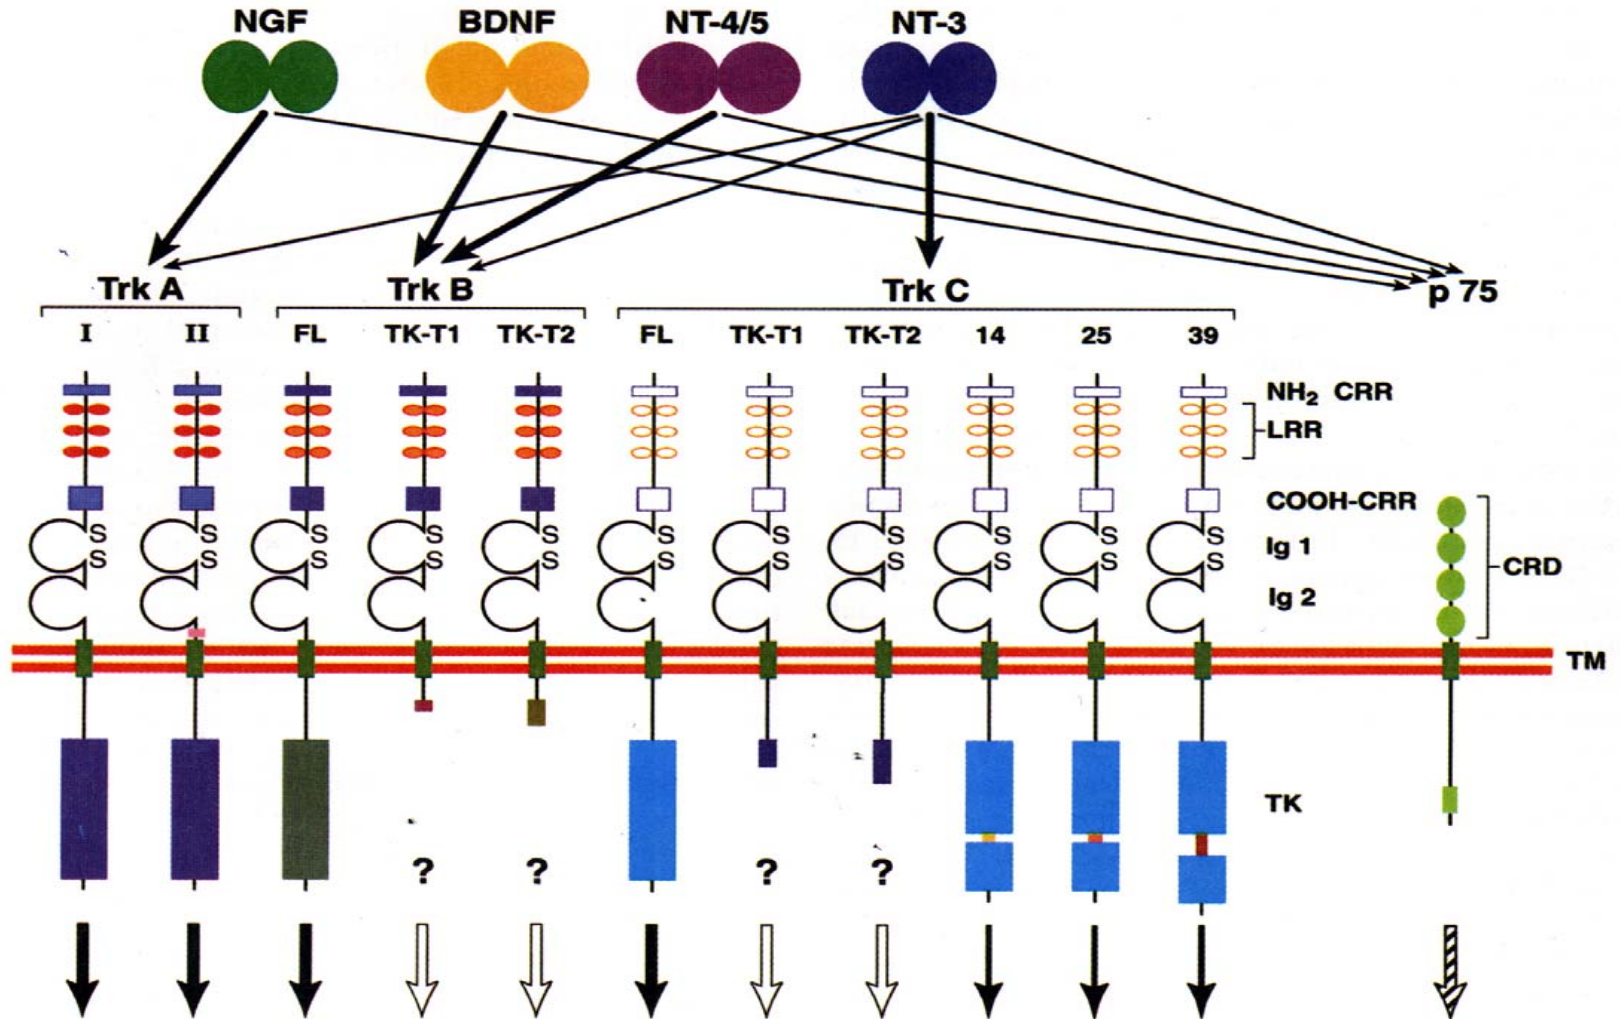 NGF BDNF NT-4/5 NT-3
Trk A Trk B Trk C p 75
I II FL TK-T1 TK-T2 FL TK-T1 TK-T2 14 25 39
NH₂ CRR
LRR
COOH-CRR
S S S S S S S S S S S
Ig 1
S S S S S S S S S S S
CRD
Ig 2
TM
TK
? ? ? ?